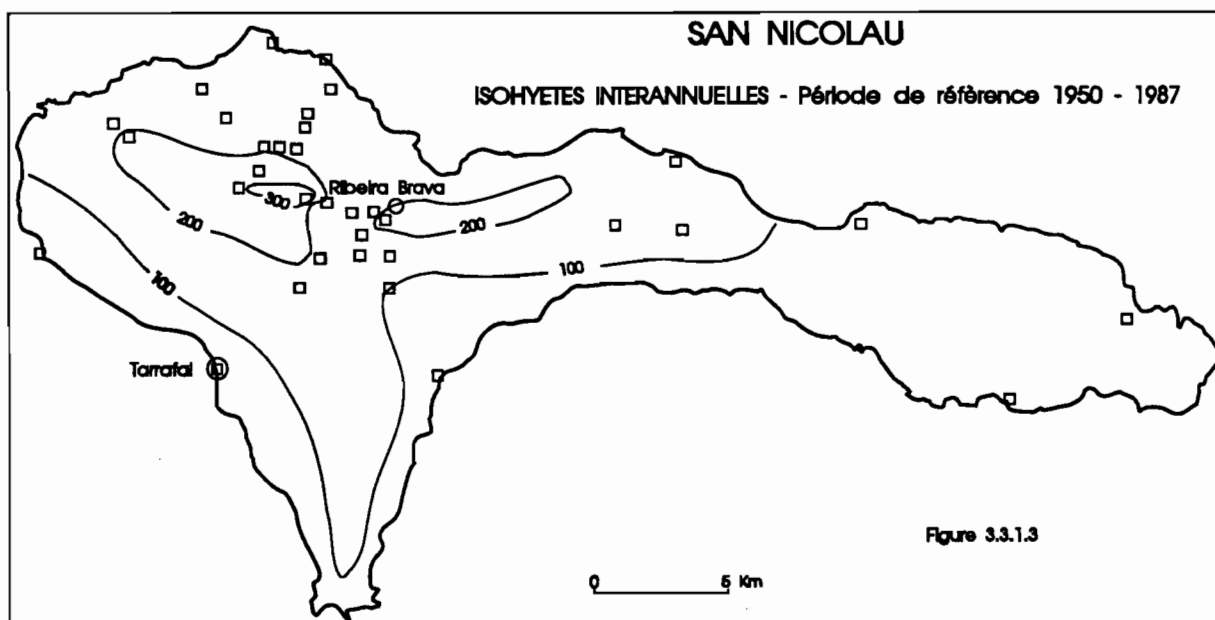 SAN NICOLAU
ISOHYETES INTERANNUELLES - Période de réfèrence 1950 - 1987
Ribeira Brava
300
200
200
100
100
Tarrafal
Figure 3.3.1.3
0 5 Km